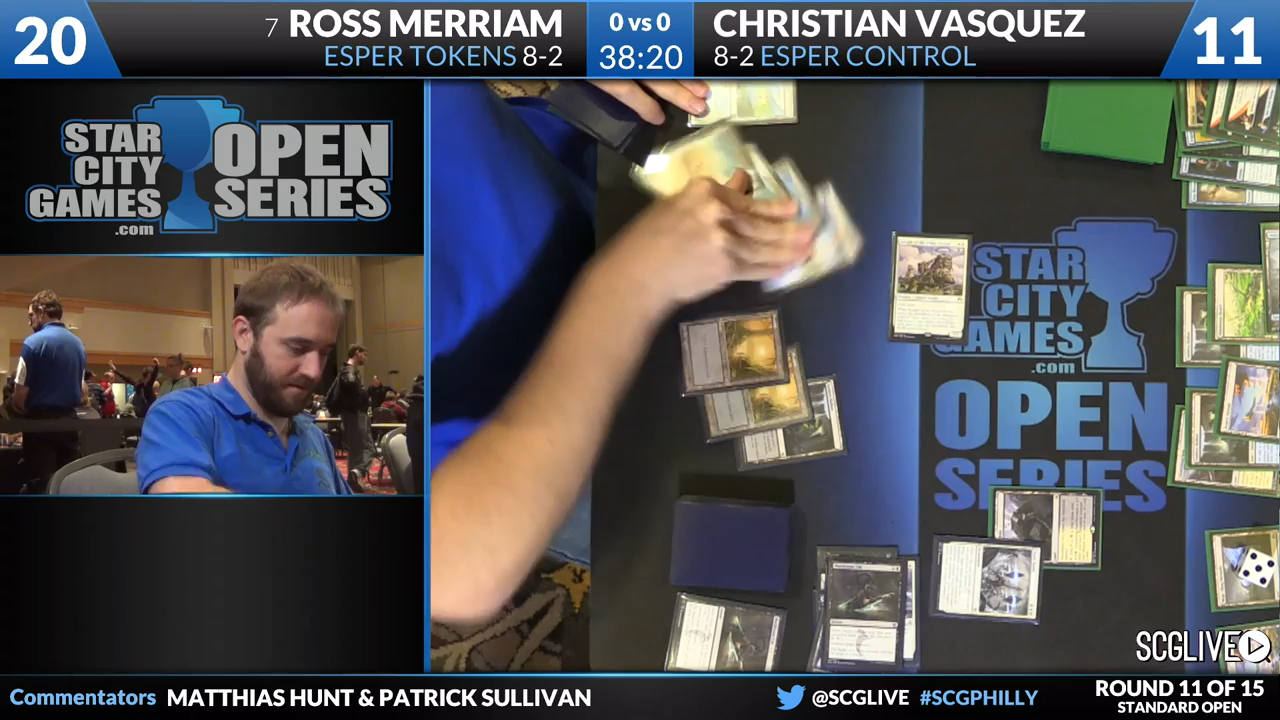 20
7 ROSS MERRIAM
ESPER TOKENS 8-2
0 vs 0
38:20
CHRISTIAN VASQUEZ
8-2 ESPER CONTROL
11
STAR
CITY
GAMES
.com
OPEN
SERIES
STAR
CITY
GAMES
.com
OPEN
SERIES
SCGLIVE
Commentators MATTHIAS HUNT & PATRICK SULLIVAN
@SCGLIVE #SCGPHILLY
ROUND 11 OF 15
STANDARD OPEN